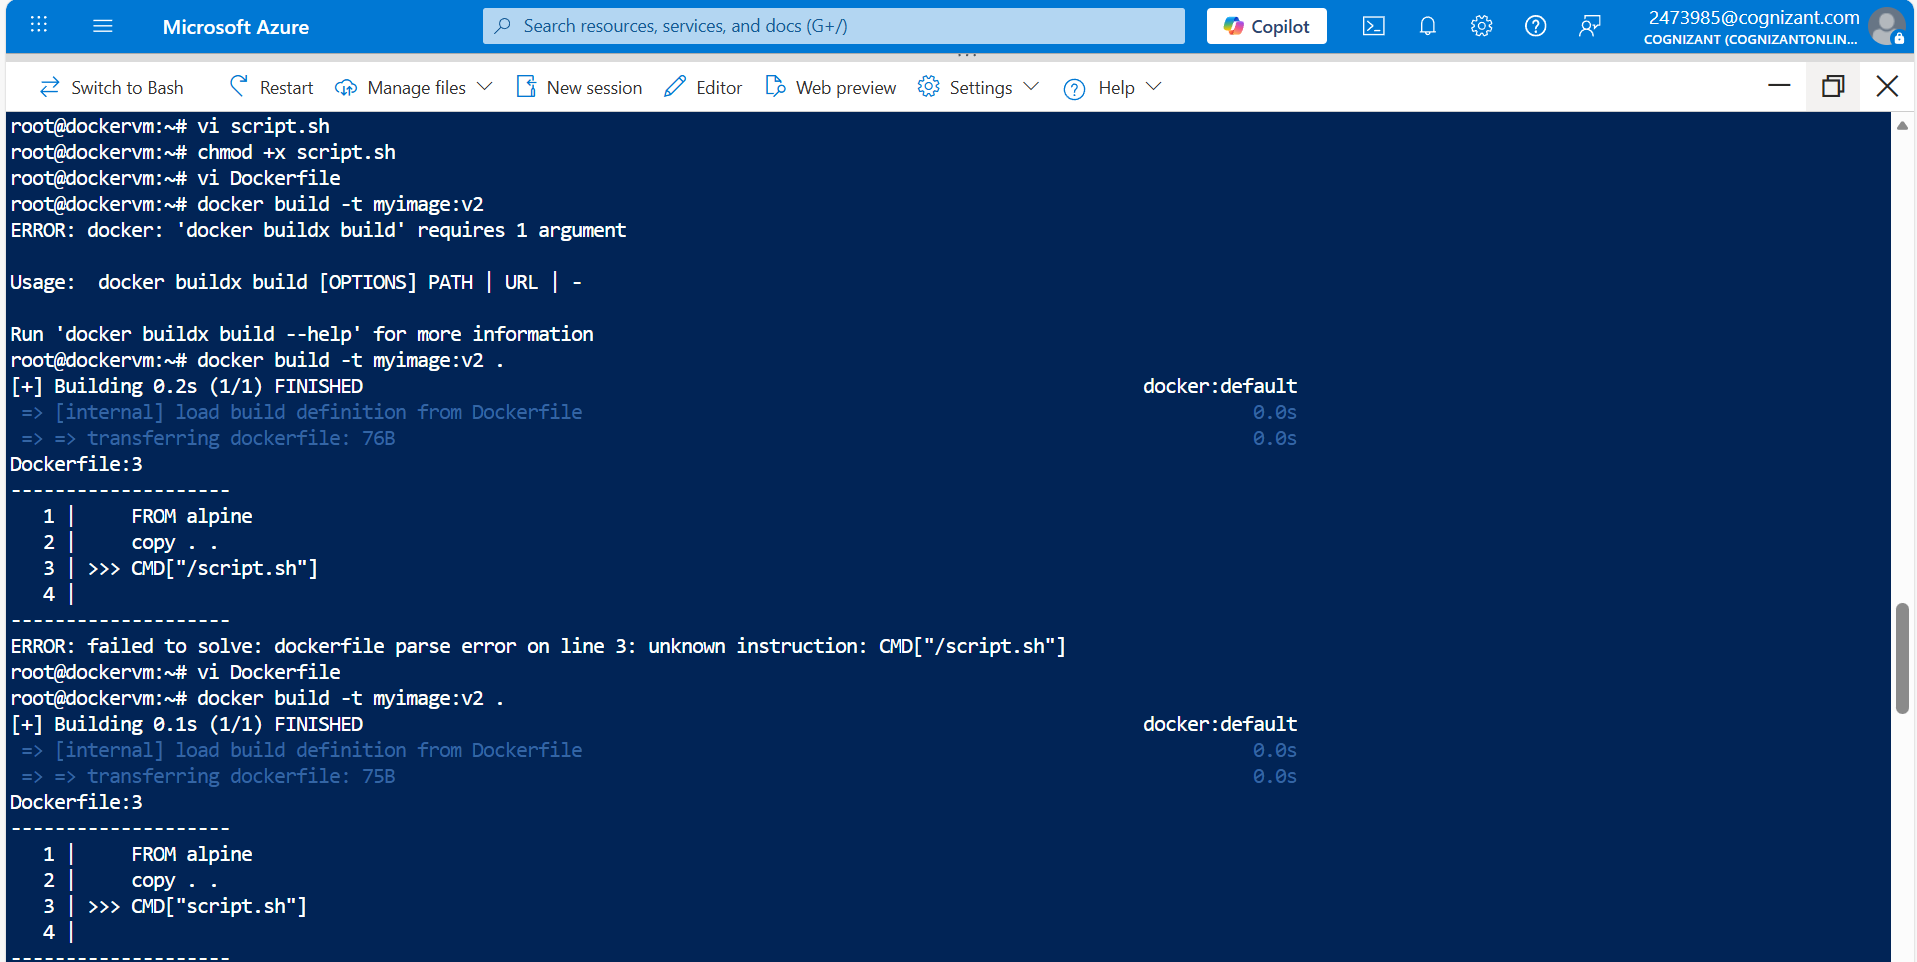 Microsoft Azure
Search resources, services, and docs (G+/)
Copilot
2473985@cognizant.com
COGNIZANT (COGNIZANTONLIN...
Switch to Bash
Restart
Manage files
New session
Editor
Web preview
Settings
Help
root@dockervm:~# vi script.sh
root@dockervm:~# chmod +x script.sh
root@dockervm:~# vi Dockerfile
root@dockervm:~# docker build -t myimage:v2
ERROR: docker: 'docker buildx build' requires 1 argument
Usage:  docker buildx build [OPTIONS] PATH | URL | -
Run 'docker buildx build --help' for more information
root@dockervm:~# docker build -t myimage:v2 .
[+] Building 0.2s (1/1) FINISHED docker:default
=> [internal] load build definition from Dockerfile 0.0s
=> => transferring dockerfile: 76B 0.0s
Dockerfile:3
--------------------
1 |     FROM alpine
2 |     copy . .
3 | >>> CMD["/script.sh"]
4 |
--------------------
ERROR: failed to solve: dockerfile parse error on line 3: unknown instruction: CMD["/script.sh"]
root@dockervm:~# vi Dockerfile
root@dockervm:~# docker build -t myimage:v2 .
[+] Building 0.1s (1/1) FINISHED docker:default
=> [internal] load build definition from Dockerfile 0.0s
=> => transferring dockerfile: 75B 0.0s
Dockerfile:3
--------------------
1 |     FROM alpine
2 |     copy . .
3 | >>> CMD["script.sh"]
4 |
--------------------